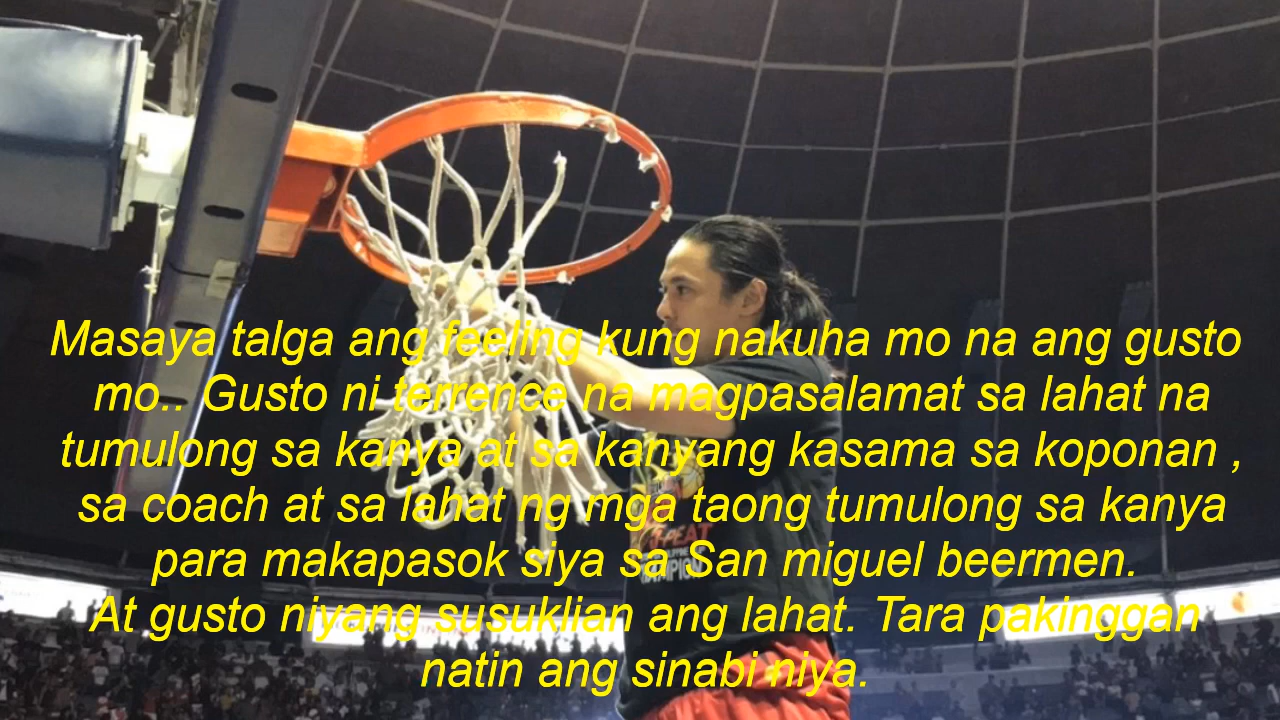 Masaya talga ang feeling kung nakuha mo na ang gusto
mo.. Gusto ni terrence na magpasalamat sa lahat na
tumulong sa kanya at sa kanyang kasama sa koponan ,
sa coach at sa lahat ng mga taong tumulong sa kanya
para makapasok siya sa San miguel beermen.
At gusto niyang susuklian ang lahat. Tara pakinggan
natin ang sinabi niya.